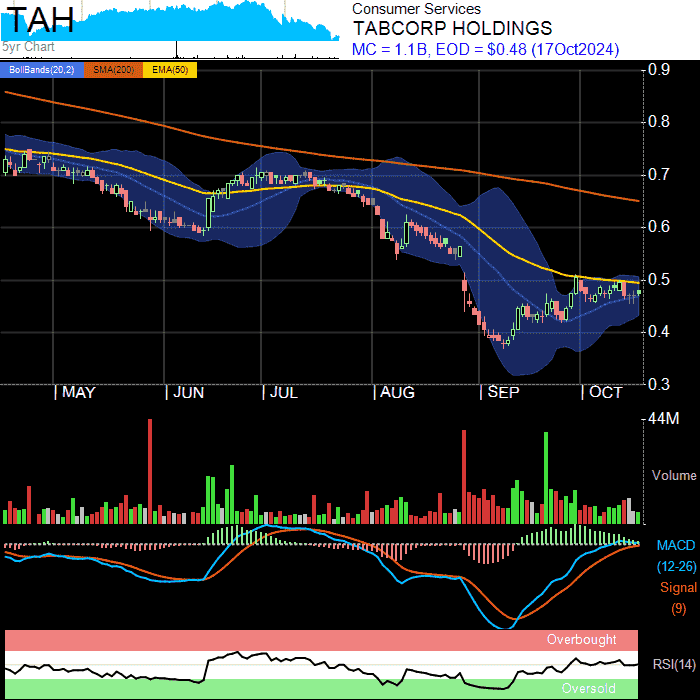 TAH
5yr Chart
Consumer Services
TABCORP HOLDINGS
MC = 1.1B, EOD = $0.48 (17Oct2024)
BollBands(20,2) SMA(200) EMA(50)
0.9
0.8
0.7
0.6
0.5
0.4
0.3
MAY JUN JUL AUG SEP OCT
44M
Volume
MACD
(12-26)
Signal
(9)
Overbought
RSI(14)
Oversold